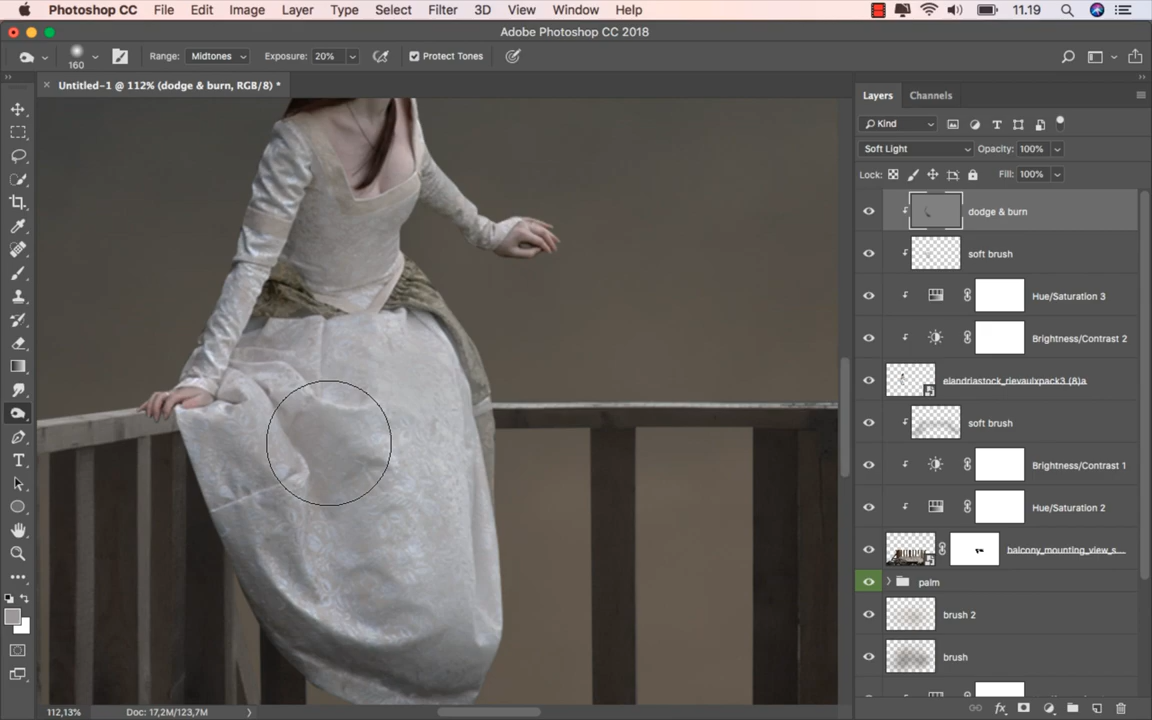 Photoshop CC File Edit Image Layer Type Select Filter 3D View Window Help 11.19
Adobe Photoshop CC 2018
160 Range: Midtones Exposure: 20% Protect Tones
Untitled-1 @ 112% (dodge & burn, RGB/8) *
Layers Channels
Kind
Soft Light Opacity: 100%
Lock: Fill: 100%
dodge & burn
soft brush
Hue/Saturation 3
Brightness/Contrast 2
elandriastock_rievaulxpack3 (8)a
soft brush
Brightness/Contrast 1
Hue/Saturation 2
balcony_mounting_view_s...
palm
brush 2
brush
112,13% Doc: 17,2M/123,7M